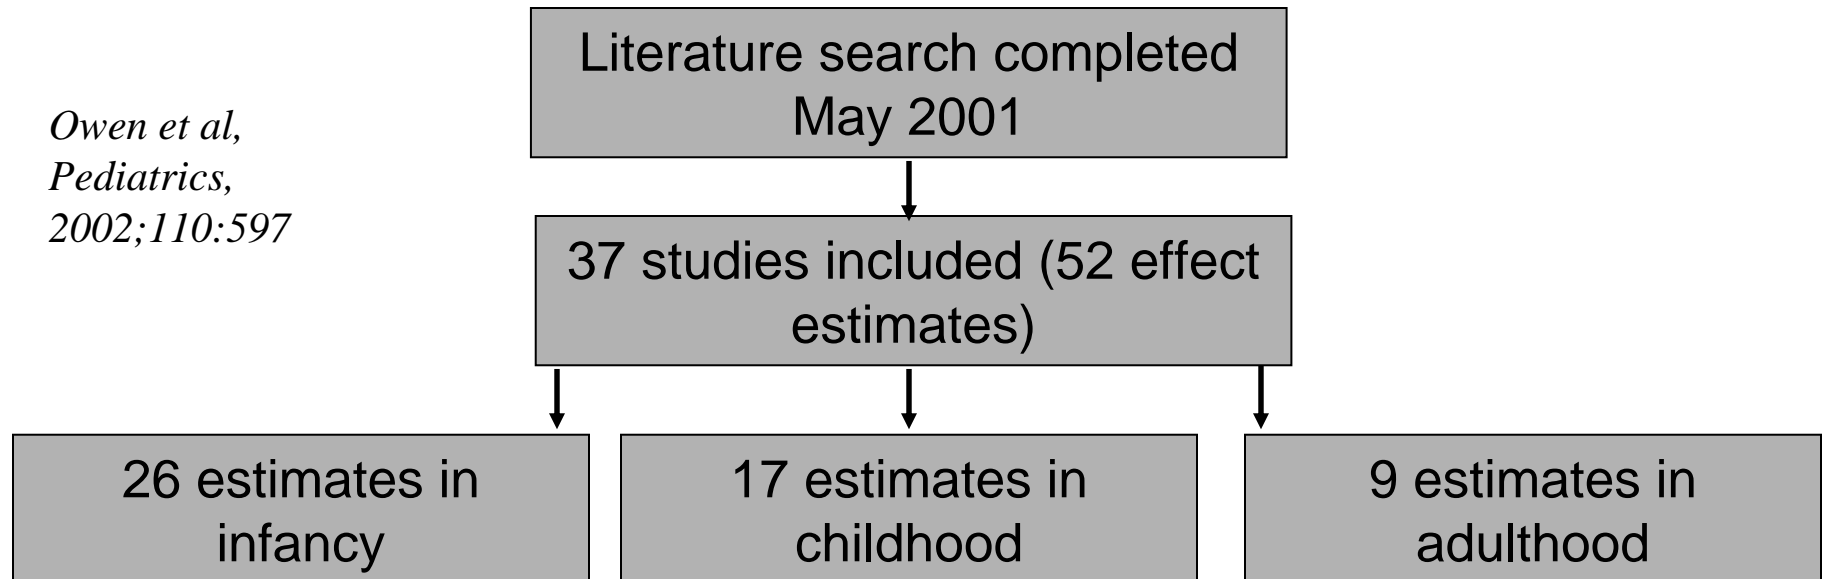 Literature search completed
May 2001
Owen et al,
Pediatrics,
2002;110:597
37 studies included (52 effect
estimates)
26 estimates in
infancy
17 estimates in
childhood
9 estimates in
adulthood